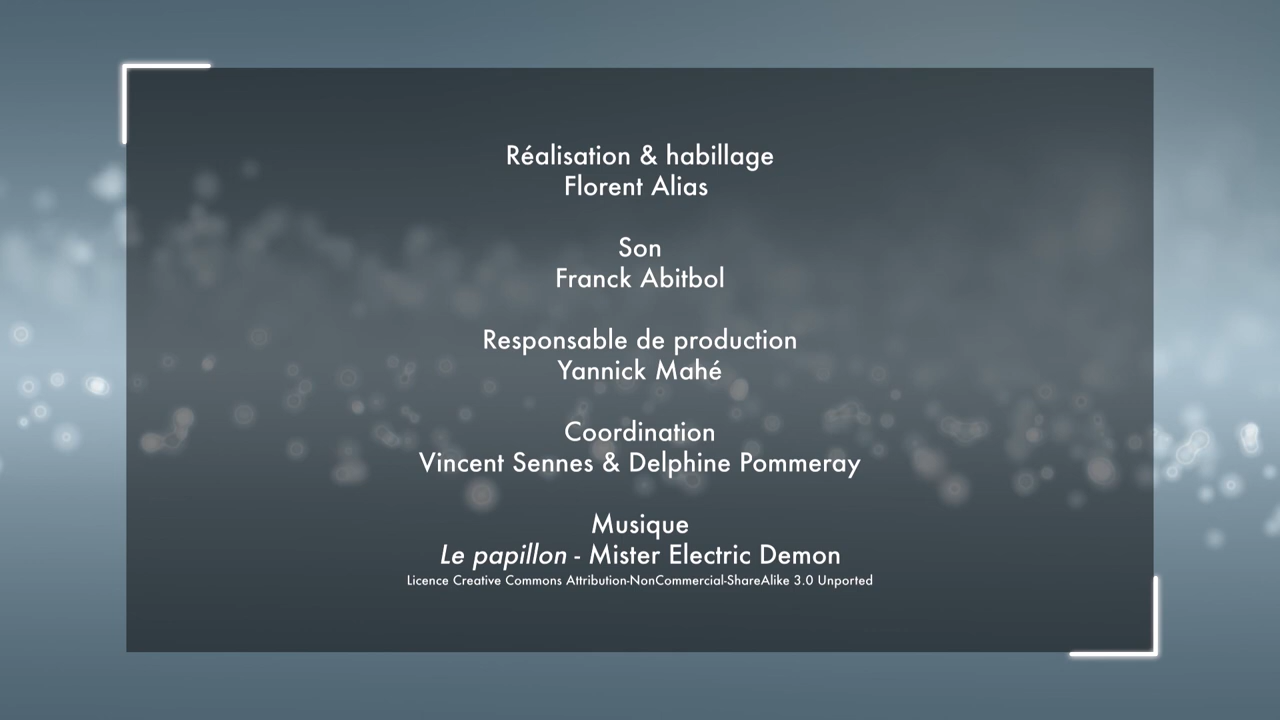 Réalisation & habillage
Florent Alias
Son
Franck Abitbol
Responsable de production
Yannick Mahé
Coordination
Vincent Sennes & Delphine Pommeray
Musique
Le papillon - Mister Electric Demon
Licence Creative Commons Attribution-NonCommercial-ShareAlike 3.0 Unported